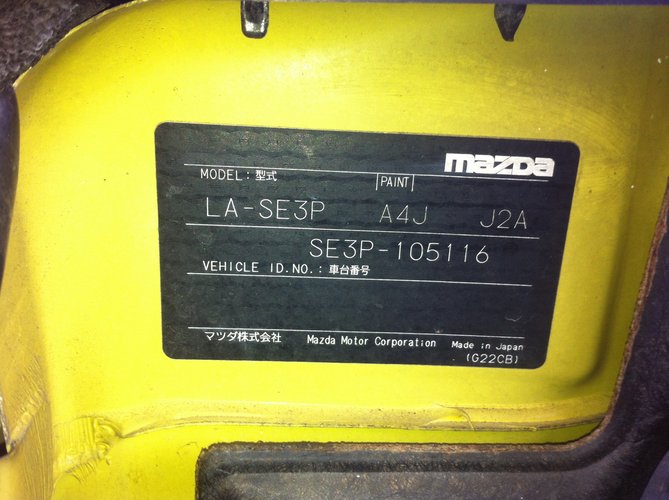 mazda
MODEL: 型式 PAINT
LA-SE3P A4J J2A
SE3P-105116
VEHICLE ID.NO.: 車台番号
マツダ株式会社 Mazda Motor Corporation Made in Japan
(G22CB)